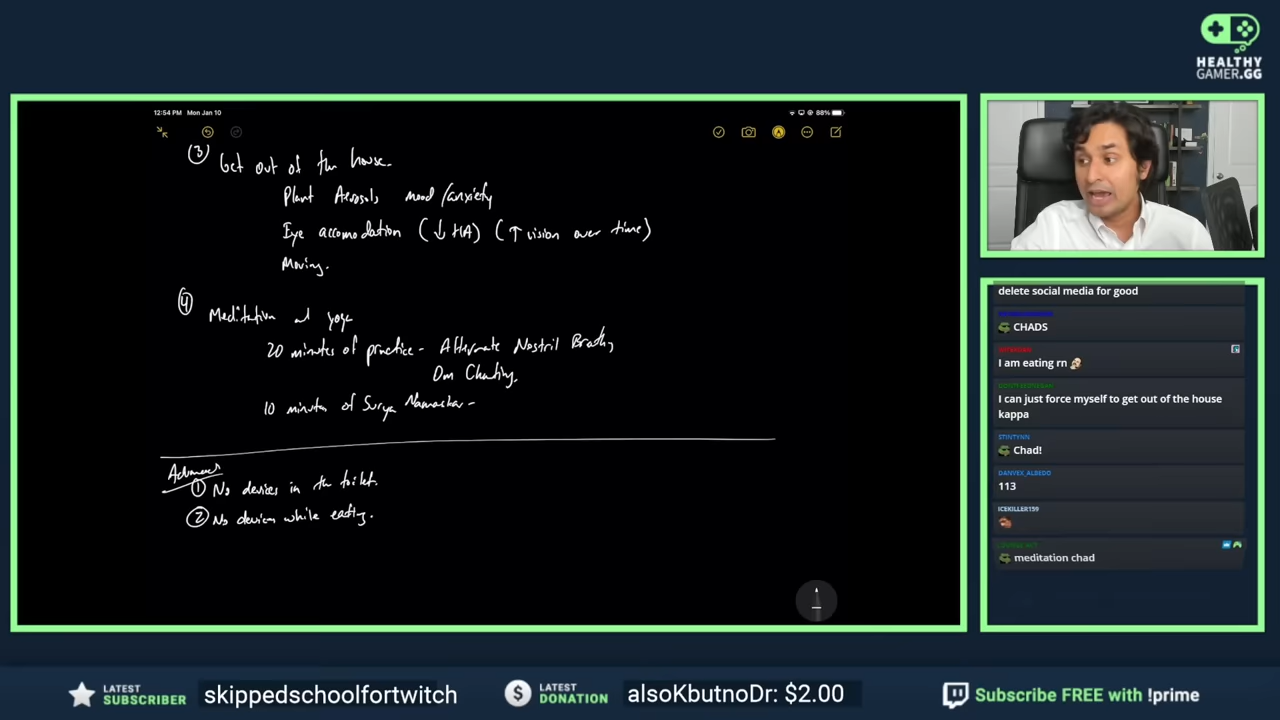 HEALTHY
GAMER.GG
12:54 PM Mon Jan 10
88%
③ Get out of the house.
Plant Aerosols mood/anxiety
Eye accomodation (↓ HA) (↑ vision over time)
Moving.
④ Meditation and yoga
20 minutes of practice - Alternate Nostril
Om Chanting.
10 minutes of Surya Namaskar -
Advanced
① No devices in the toilet.
② No devices while eating.
delete social media for good
CHADS
I am eating rn
I can just force myself to get out of the house
kappa
STINTYNN
Chad!
DANYEX_ALBEDO
113
ICEKILLER159
meditation chad
LATEST
SUBSCRIBER
skippedschoolfortwitch
$ LATEST
DONATION
alsoKbutnoDr: $2.00
Subscribe FREE with !prime